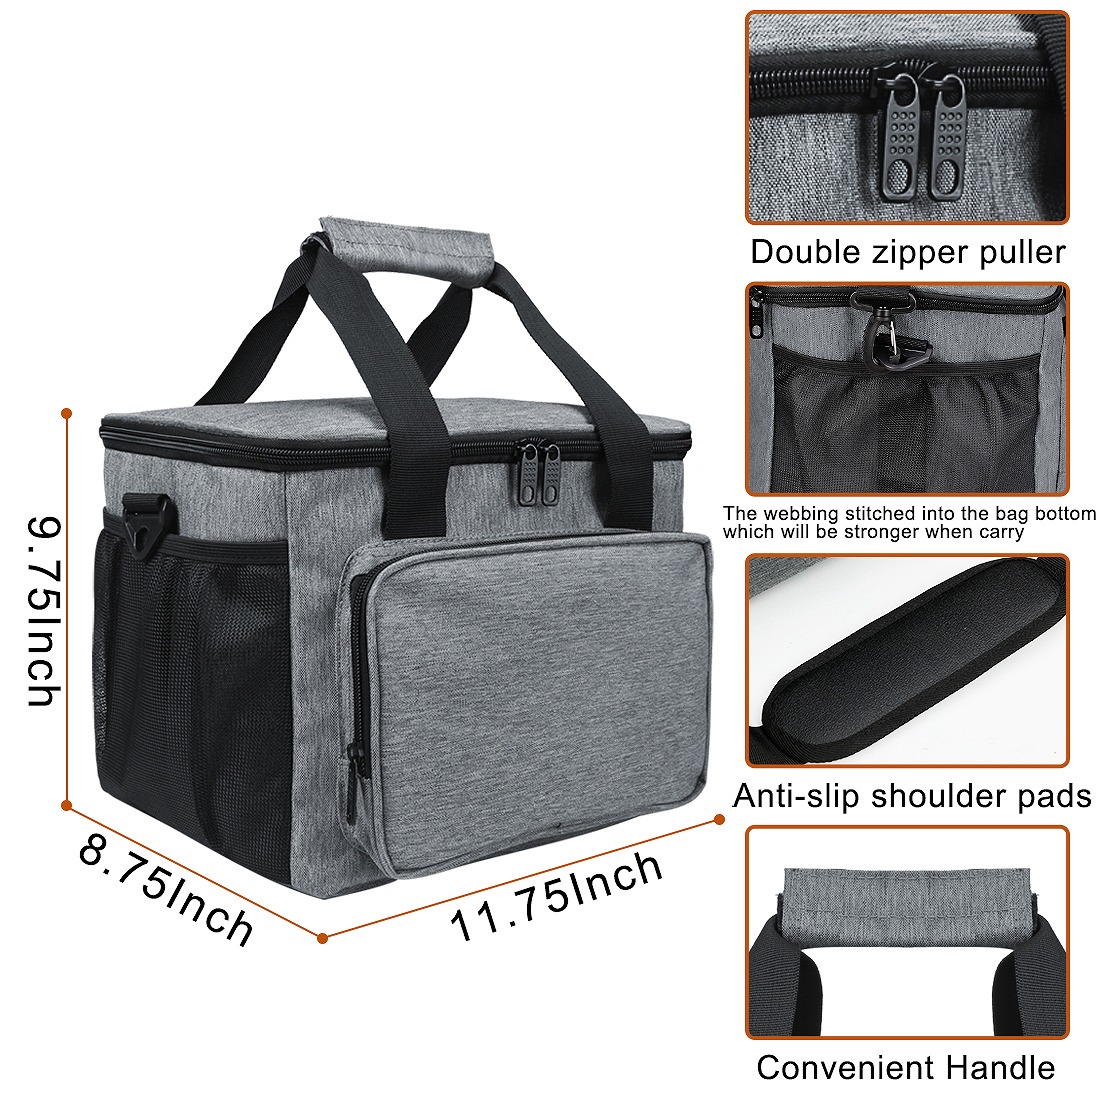 Double zipper puller
The webbing stitched into the bag bottom
which will be stronger when carry
Anti-slip shoulder pads
Convenient Handle
9.75Inch
8.75Inch
11.75Inch